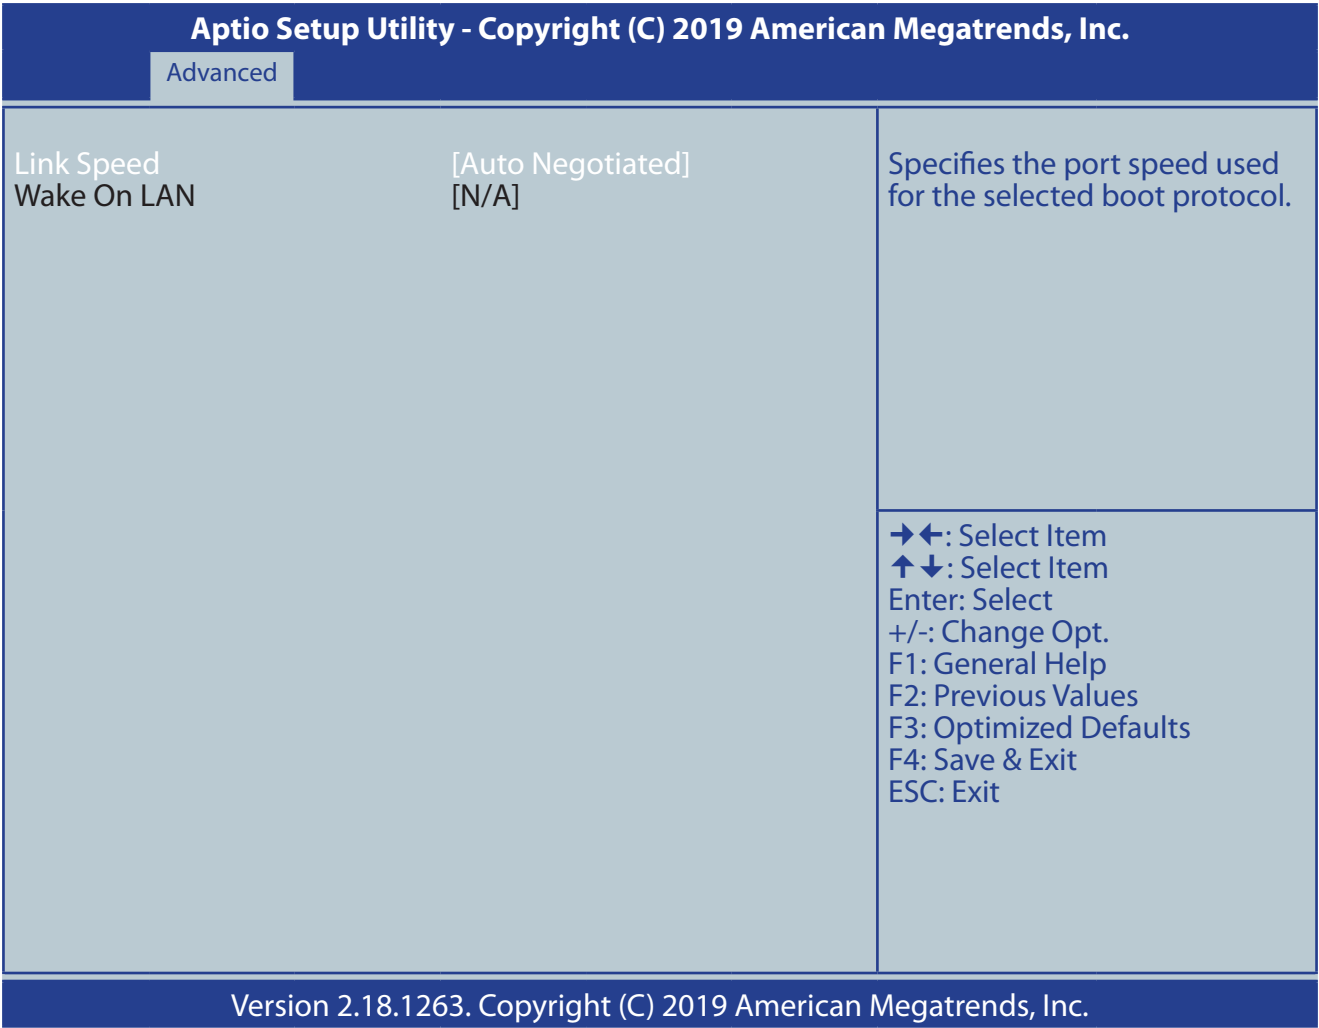 Aptio Setup Utility - Copyright (C) 2019 American Megatrends, Inc.
Advanced
Link Speed [Auto Negotiated]
Wake On LAN [N/A]
Specifies the port speed used
for the selected boot protocol.
→←: Select Item
↑↓: Select Item
Enter: Select
+/-: Change Opt.
F1: General Help
F2: Previous Values
F3: Optimized Defaults
F4: Save & Exit
ESC: Exit
Version 2.18.1263. Copyright (C) 2019 American Megatrends, Inc.